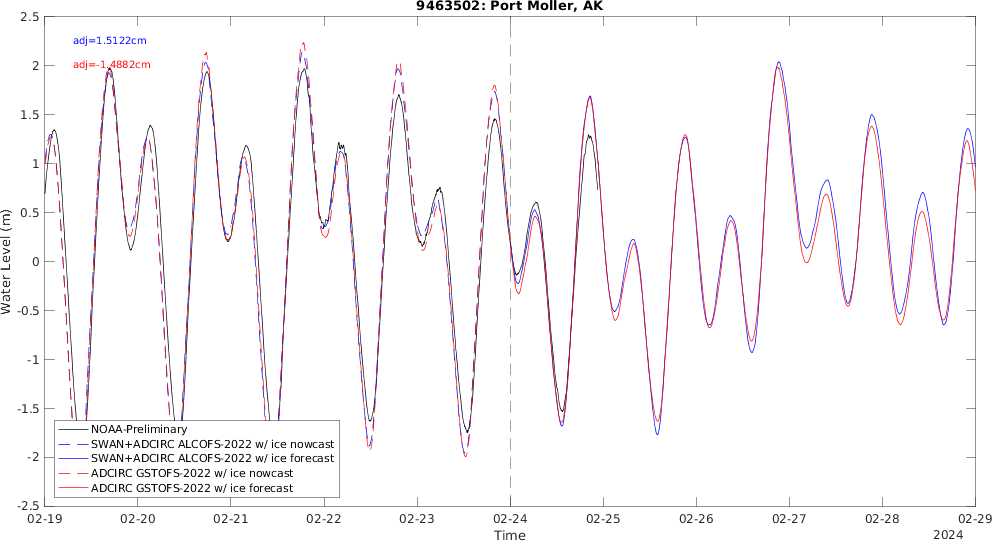 9463502: Port Moller, AK
2.5
adj=1.5122cm
adj=-1.4882cm
2
1.5
1
0.5
0
-0.5
-1
-1.5
-2
-2.5
Water Level (m)
NOAA-Preliminary
SWAN+ADCIRC ALCOFS-2022 w/ ice nowcast
SWAN+ADCIRC ALCOFS-2022 w/ ice forecast
ADCIRC GSTOFS-2022 w/ ice nowcast
ADCIRC GSTOFS-2022 w/ ice forecast
02-19 02-20 02-21 02-22 02-23 02-24 02-25 02-26 02-27 02-28 02-29
Time
2024